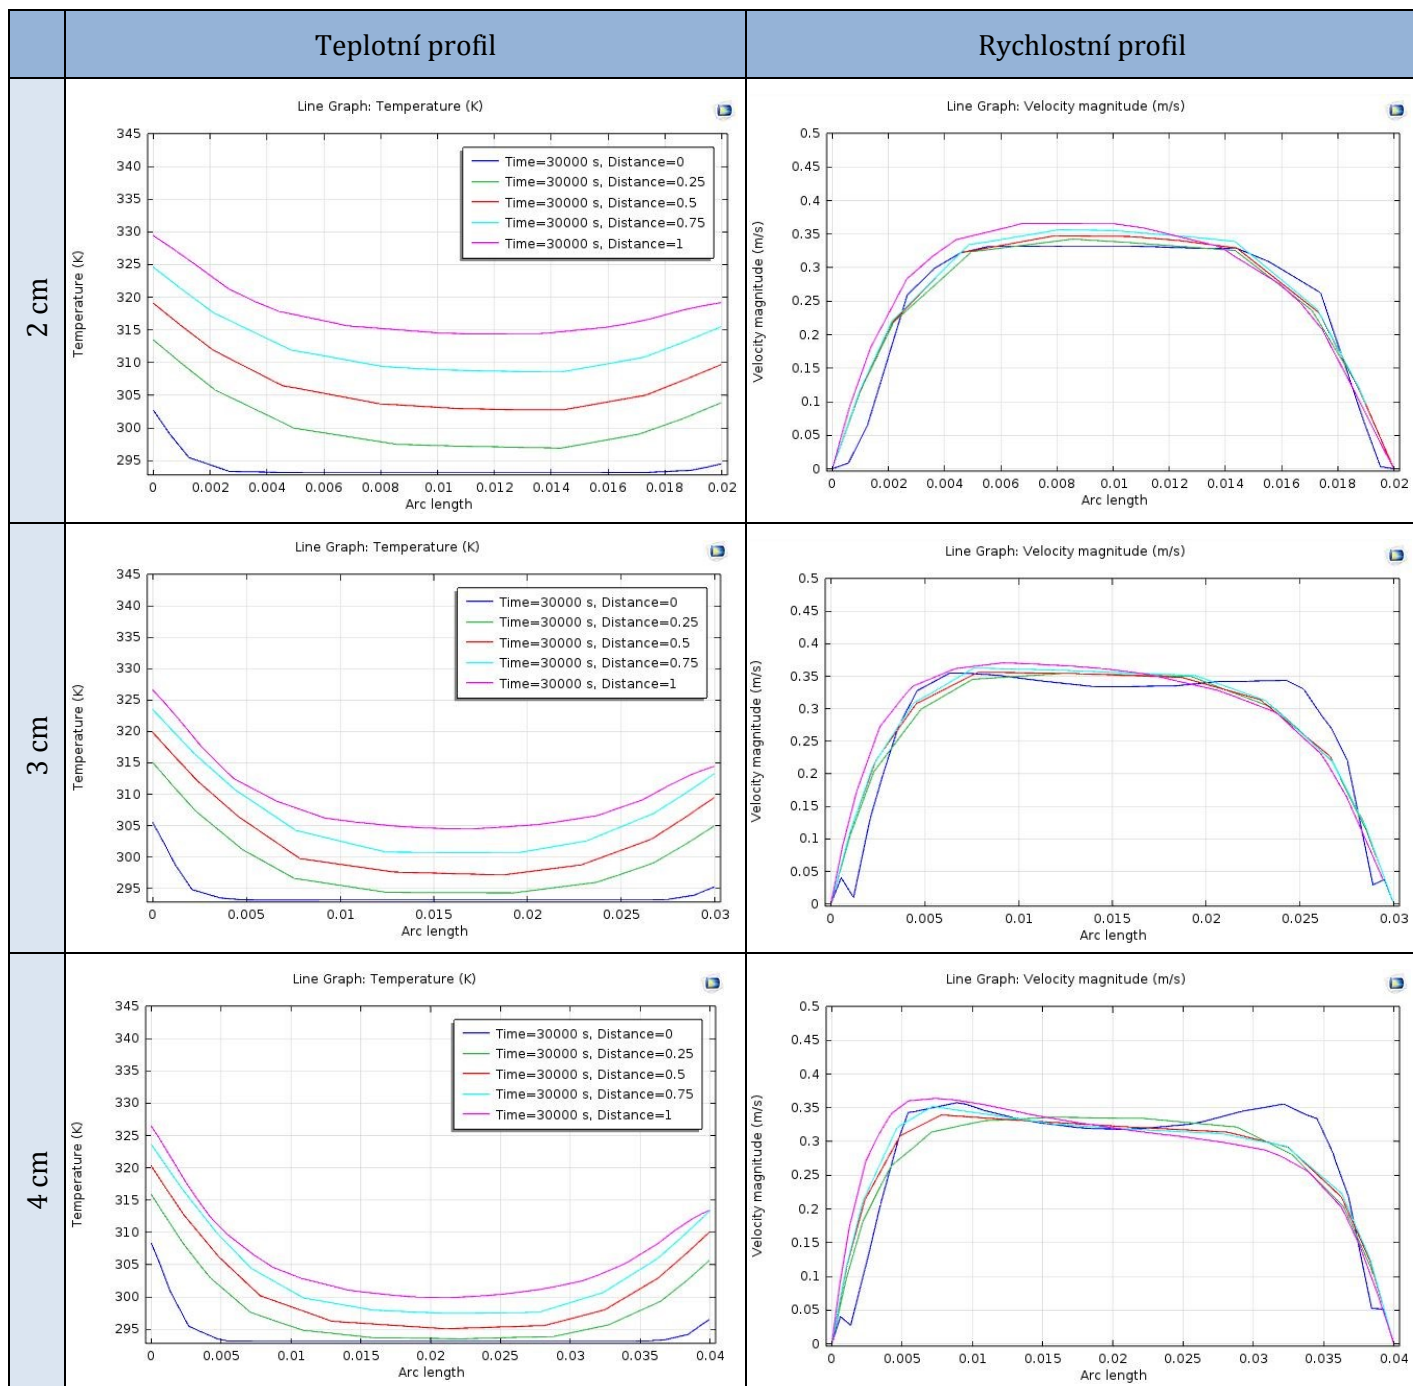 Teplotní profil
Rychlostní profil
2 cm
Line Graph: Temperature (K)
345
340
335
330
325
320
315
310
305
300
295
Temperature (K)
Time=30000 s, Distance=0
Time=30000 s, Distance=0.25
Time=30000 s, Distance=0.5
Time=30000 s, Distance=0.75
Time=30000 s, Distance=1
0 0.002 0.004 0.006 0.008 0.01 0.012 0.014 0.016 0.018 0.02
Arc length
Line Graph: Velocity magnitude (m/s)
0.5
0.45
0.4
0.35
0.3
0.25
0.2
0.15
0.1
0.05
0
Velocity magnitude (m/s)
0 0.002 0.004 0.006 0.008 0.01 0.012 0.014 0.016 0.018 0.02
Arc length
3 cm
Line Graph: Temperature (K)
345
340
335
330
325
320
315
310
305
300
295
Temperature (K)
Time=30000 s, Distance=0
Time=30000 s, Distance=0.25
Time=30000 s, Distance=0.5
Time=30000 s, Distance=0.75
Time=30000 s, Distance=1
0 0.005 0.01 0.015 0.02 0.025 0.03
Arc length
Line Graph: Velocity magnitude (m/s)
0.5
0.45
0.4
0.35
0.3
0.25
0.2
0.15
0.1
0.05
0
Velocity magnitude (m/s)
0 0.005 0.01 0.015 0.02 0.025 0.03
Arc length
4 cm
Line Graph: Temperature (K)
345
340
335
330
325
320
315
310
305
300
295
Temperature (K)
Time=30000 s, Distance=0
Time=30000 s, Distance=0.25
Time=30000 s, Distance=0.5
Time=30000 s, Distance=0.75
Time=30000 s, Distance=1
0 0.005 0.01 0.015 0.02 0.025 0.03 0.035 0.04
Arc length
Line Graph: Velocity magnitude (m/s)
0.5
0.45
0.4
0.35
0.3
0.25
0.2
0.15
0.1
0.05
0
Velocity magnitude (m/s)
0 0.005 0.01 0.015 0.02 0.025 0.03 0.035 0.04
Arc length